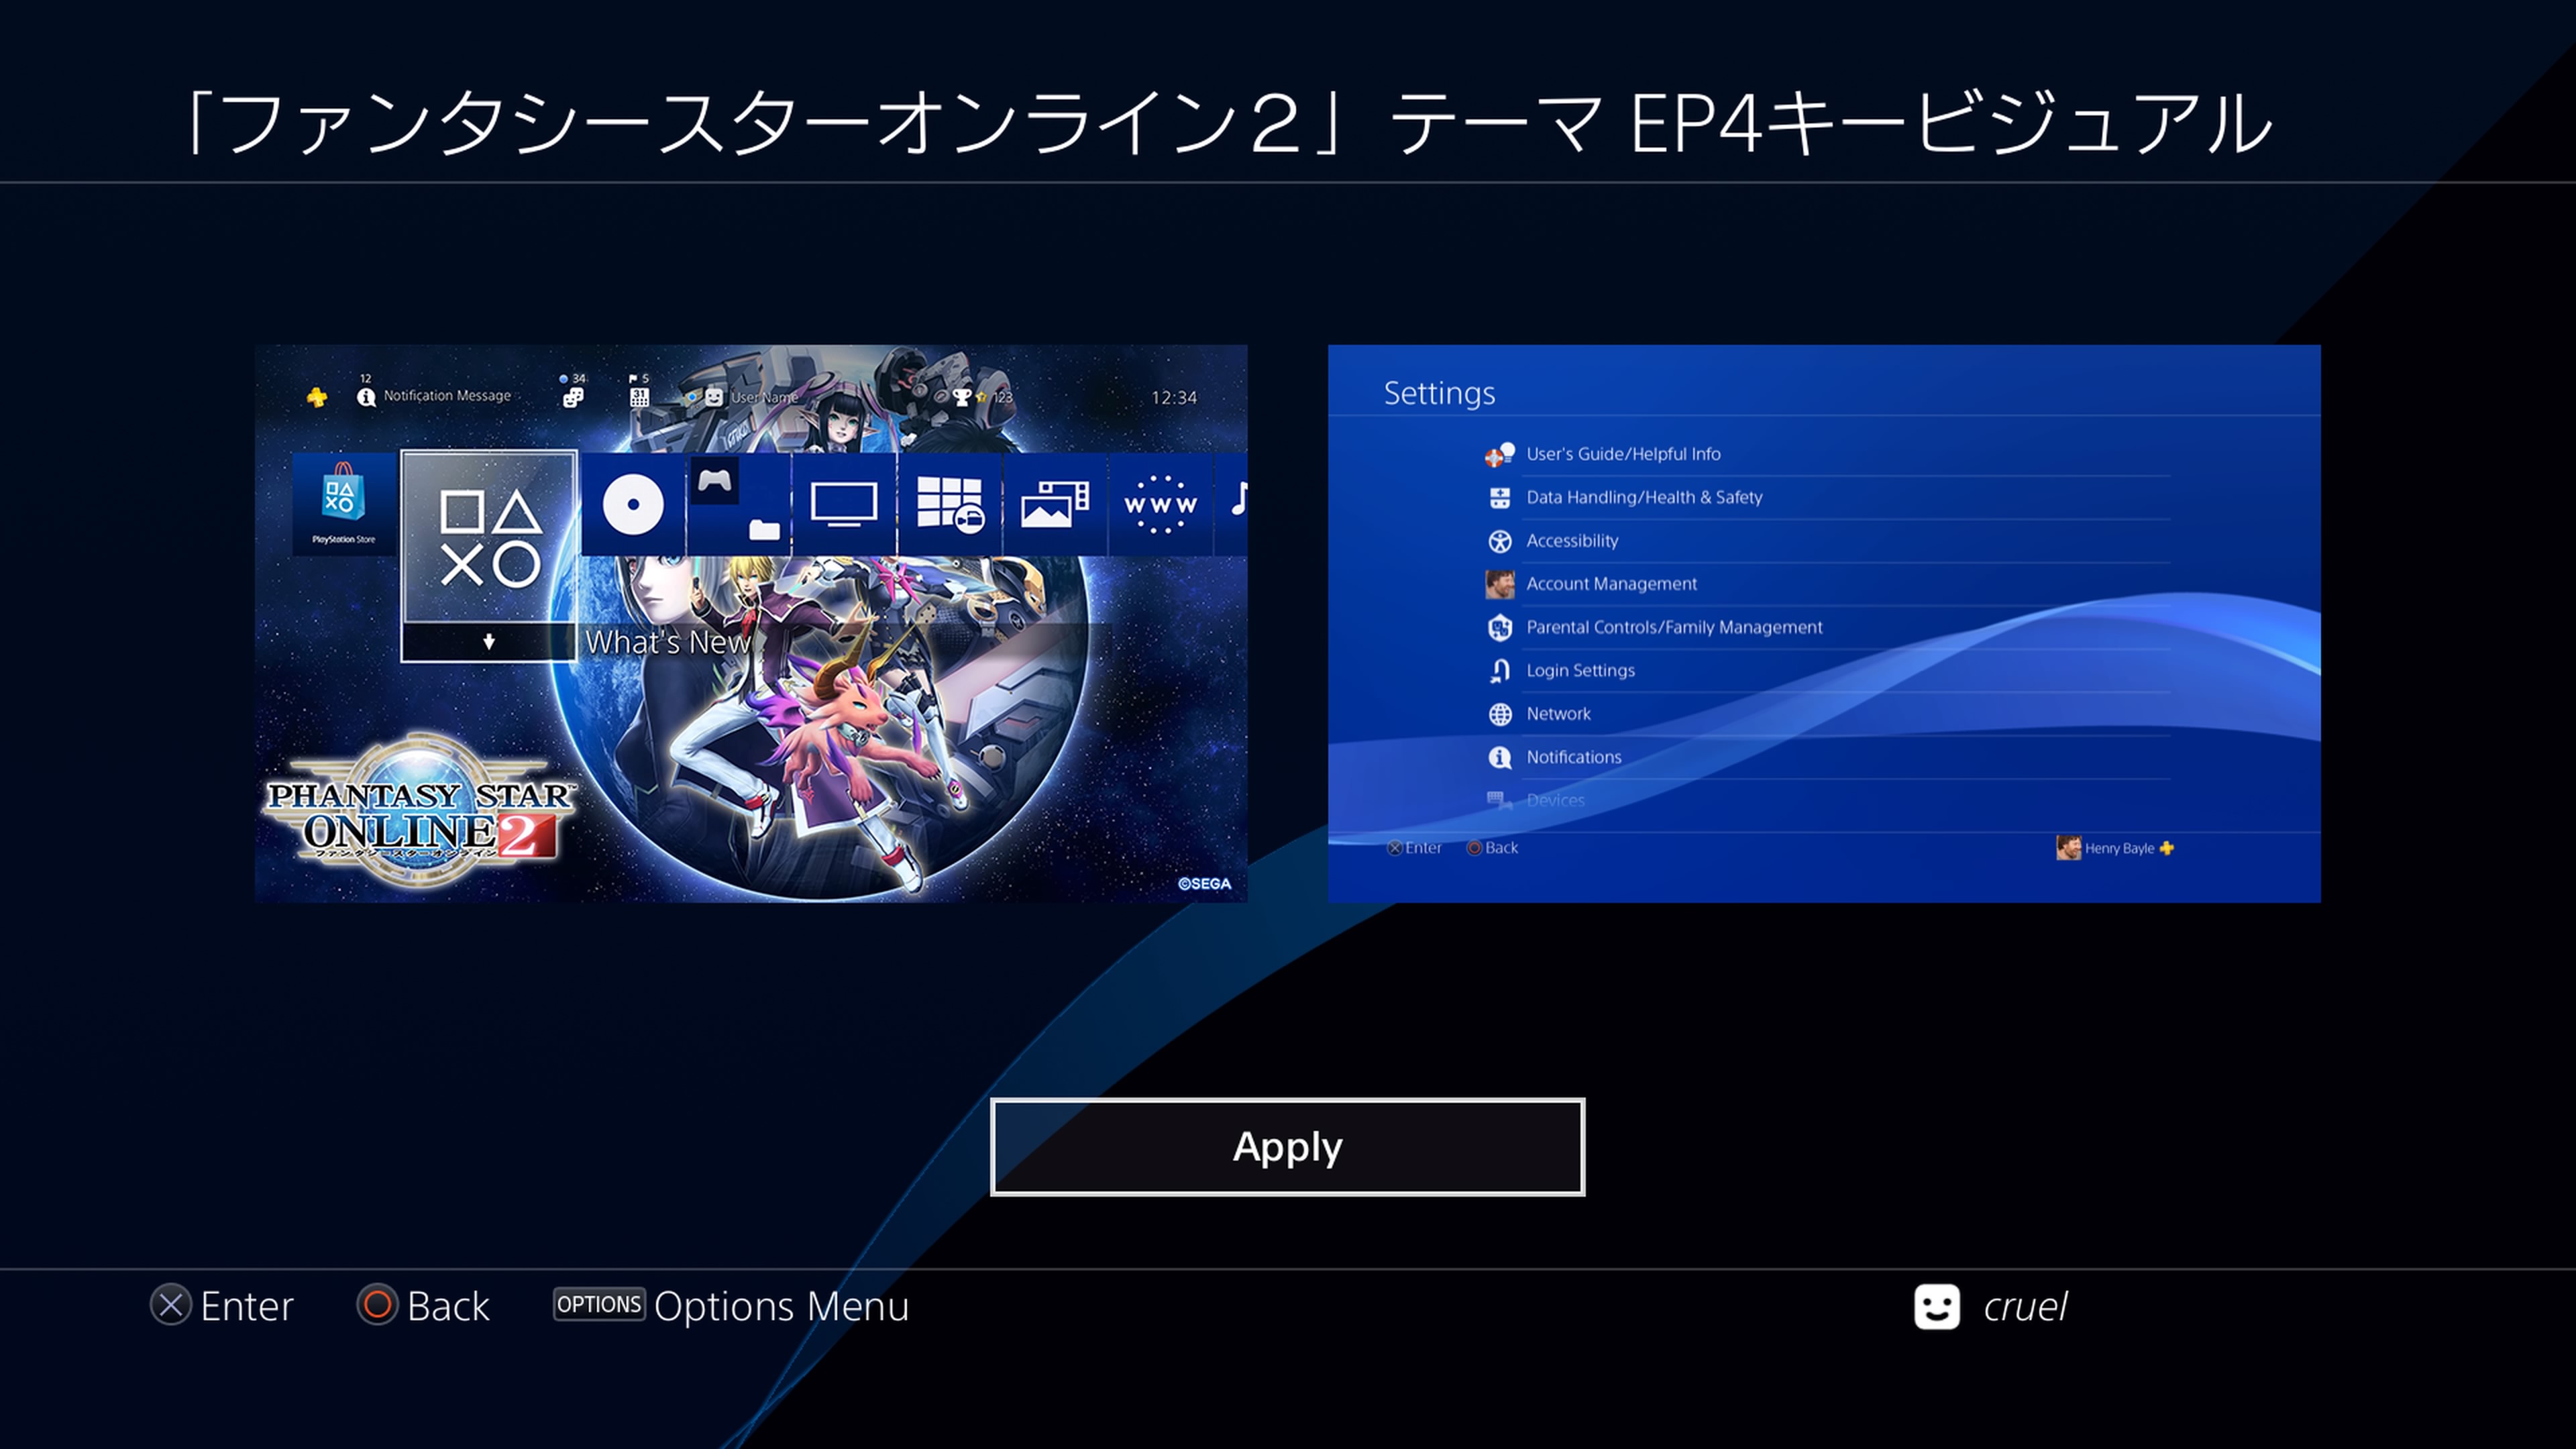 「ファンタシースターオンライン２」 テーマ EP4キービジュアル
12
Notification Message
34
5
31
User Name
123
12:34
PlayStation Store
WWW
What's New
PHANTASY STAR™
ONLINE 2
ファンタシースターオンライン
©SEGA
Settings
User's Guide/Helpful Info
Data Handling/Health & Safety
Accessibility
Account Management
Parental Controls/Family Management
Login Settings
Network
Notifications
Devices
Enter Back
Henry Bayle
Apply
Enter Back OPTIONS Options Menu
cruel